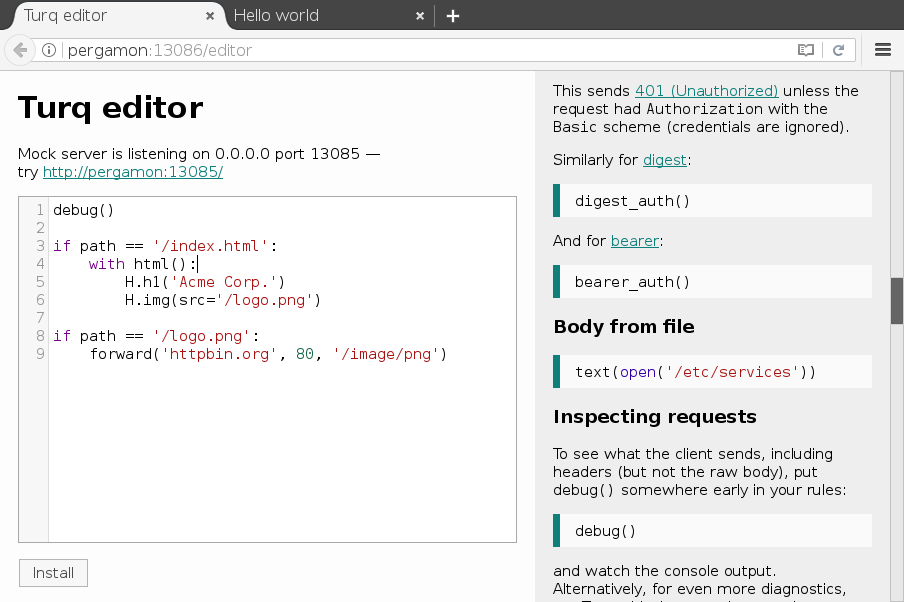 Turq editor × Hello world × +
pergamon:13086/editor
Turq editor
Mock server is listening on 0.0.0.0 port 13085 —
try http://pergamon:13085/
1 debug()
2
3 if path == '/index.html':
4     with html():
5         H.h1('Acme Corp.')
6         H.img(src='/logo.png')
7
8 if path == '/logo.png':
9     forward('httpbin.org', 80, '/image/png')
Install
This sends 401 (Unauthorized) unless the
request had Authorization with the
Basic scheme (credentials are ignored).
Similarly for digest:
digest_auth()
And for bearer:
bearer_auth()
Body from file
text(open('/etc/services'))
Inspecting requests
To see what the client sends, including
headers (but not the raw body), put
debug() somewhere early in your rules:
debug()
and watch the console output.
Alternatively, for even more diagnostics,